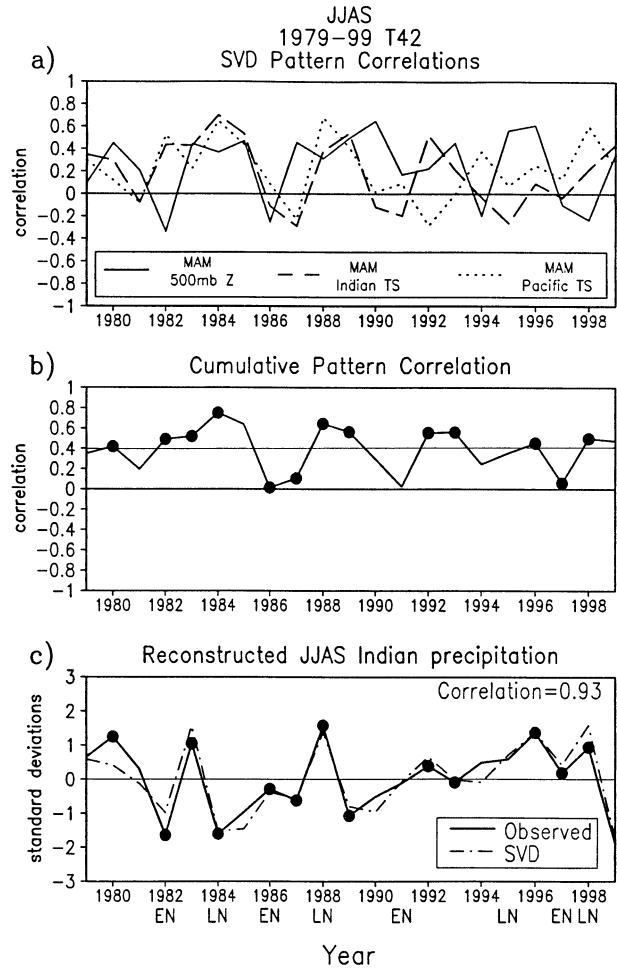 JJAS
1979-99 T42
a) SVD Pattern Correlations
1
0.8
0.6
0.4
0.2
0
-0.2
-0.4
-0.6
-0.8
-1
correlation
MAM 500mb Z
MAM Indian TS
MAM Pacific TS
1980 1982 1984 1986 1988 1990 1992 1994 1996 1998
b) Cumulative Pattern Correlation
1
0.8
0.6
0.4
0.2
0
-0.2
-0.4
-0.6
-0.8
-1
correlation
1980 1982 1984 1986 1988 1990 1992 1994 1996 1998
c) Reconstructed JJAS Indian precipitation
3
2
1
0
-1
-2
-3
standard deviations
Correlation=0.93
Observed
SVD
1980 1982 1984 1986 1988 1990 1992 1994 1996 1998
EN LN EN LN EN LN EN LN
Year